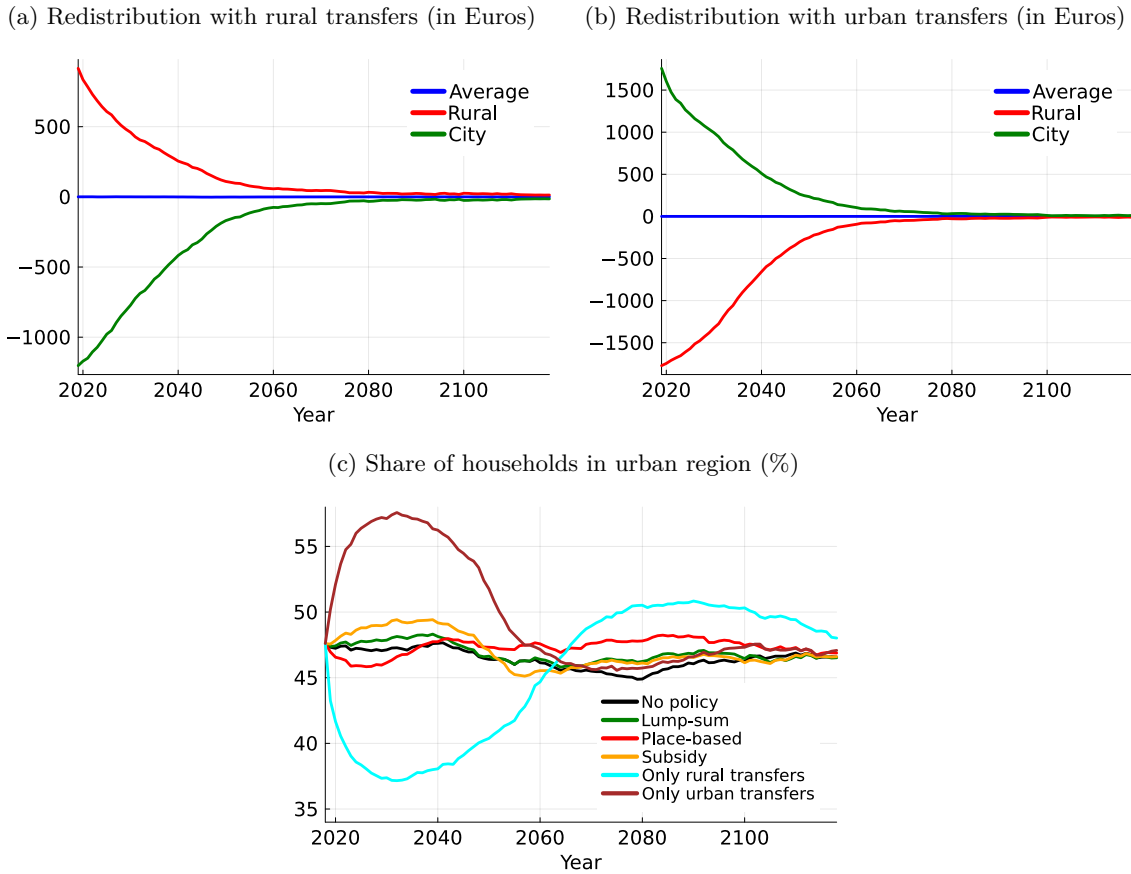 (a) Redistribution with rural transfers (in Euros)
500
0
−500
−1000
2020 2040 2060 2080 2100
Year
Average
Rural
City
(b) Redistribution with urban transfers (in Euros)
1500
1000
500
0
−500
−1000
−1500
2020 2040 2060 2080 2100
Year
Average
Rural
City
(c) Share of households in urban region (%)
55
50
45
40
35
2020 2040 2060 2080 2100
Year
No policy
Lump-sum
Place-based
Subsidy
Only rural transfers
Only urban transfers